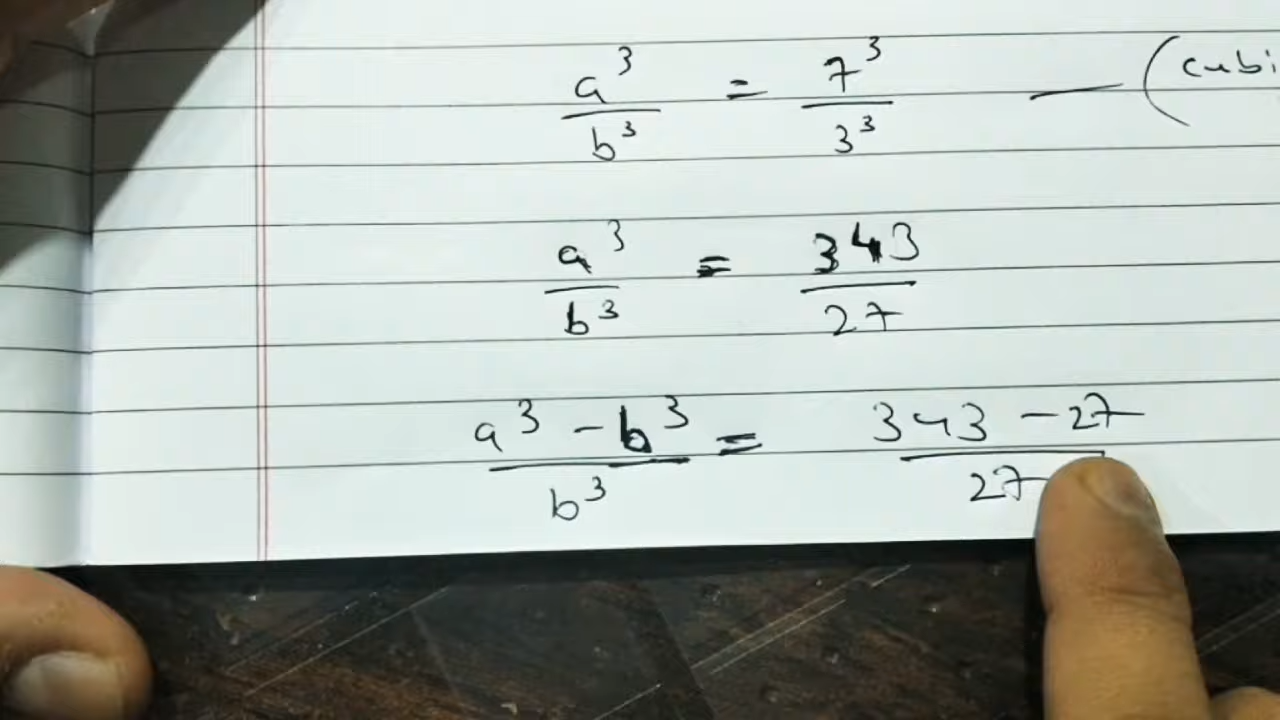 a³/b³ = 7³/3³ — (cubi
a³/b³ = 343/27
a³ - b³/b³ = 343 - 27/27